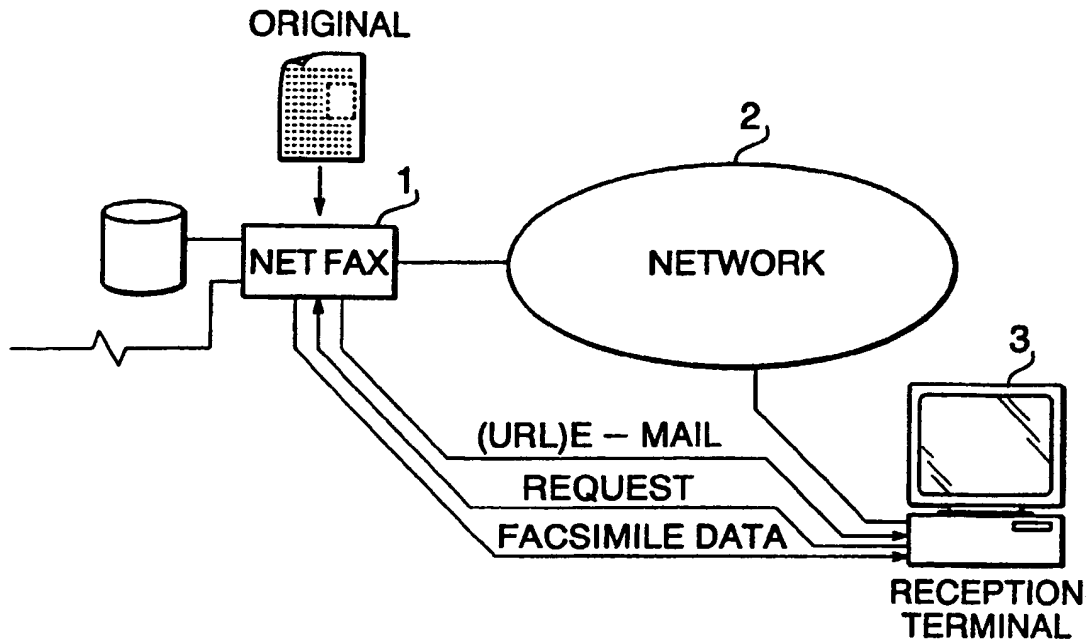 ORIGINAL
1
2
NET FAX
NETWORK
3
(URL)E – MAIL
REQUEST
FACSIMILE DATA
RECEPTION
TERMINAL